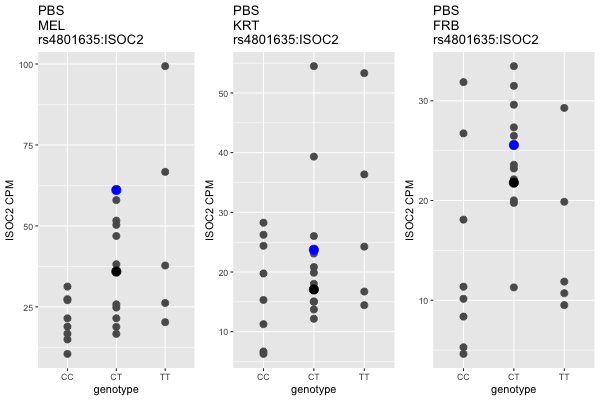 PBS
MEL
rs4801635:ISOC2
100
75
50
25
ISOC2 CPM
CC CT TT
genotype
PBS
KRT
rs4801635:ISOC2
50
40
30
20
10
ISOC2 CPM
CC CT TT
genotype
PBS
FRB
rs4801635:ISOC2
30
20
10
ISOC2 CPM
CC CT TT
genotype